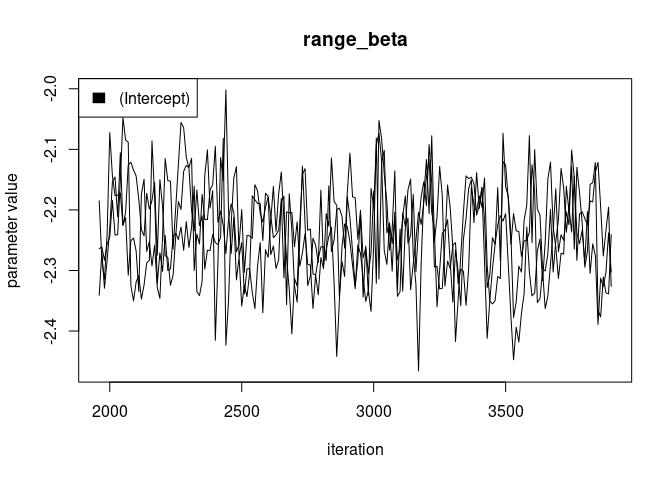 range_beta
(Intercept)
parameter value
-2.0
-2.1
-2.2
-2.3
-2.4
2000
2500
3000
3500
iteration